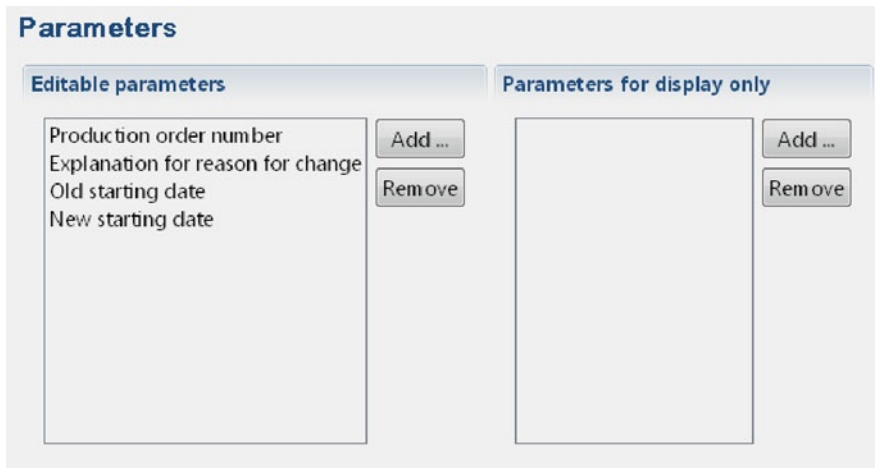 Parameters
Editable parameters
Production order number
Explanation for reason for change
Old starting date
New starting date
Add ...
Remove
Parameters for display only
Add ...
Remove